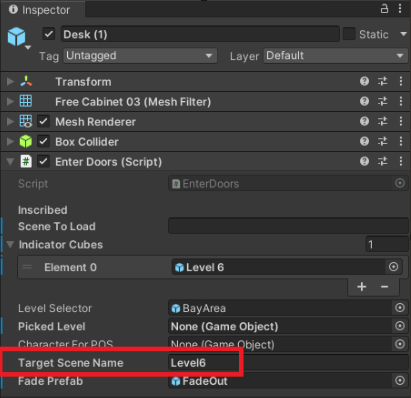 Inspector
Desk (1) Static
Tag Untagged Layer Default
Transform
Free Cabinet 03 (Mesh Filter)
Mesh Renderer
Box Collider
Enter Doors (Script)
Script EnterDoors
Inscribed
Scene To Load
Indicator Cubes 1
Element 0 Level 6
+ −
Level Selector BayArea
Picked Level None (Game Object)
Character For POS None (Game Object)
Target Scene Name Level6
Fade Prefab FadeOut